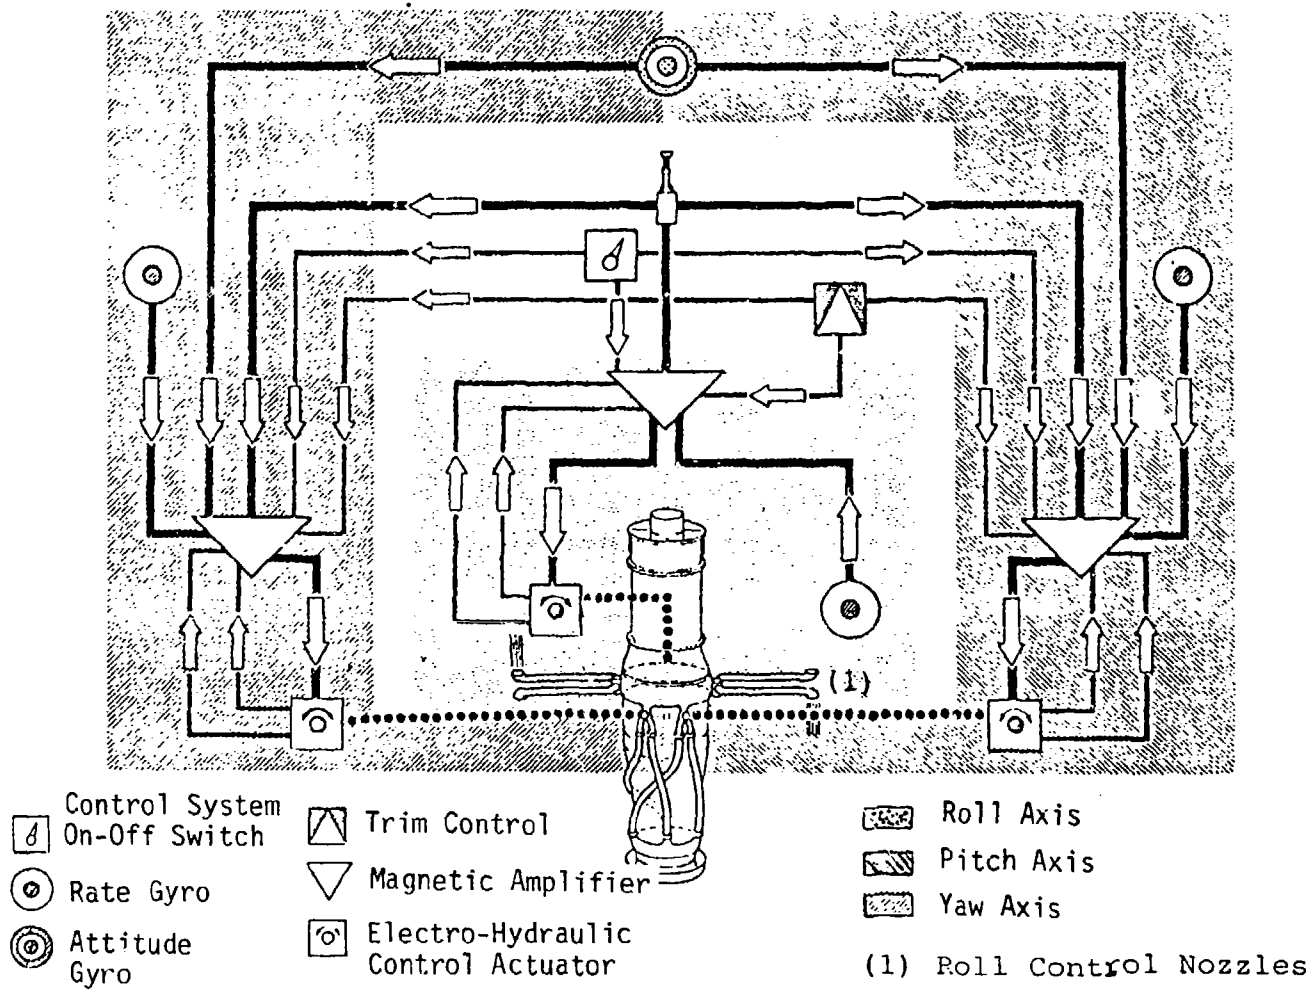 (1)
Control System
On-Off Switch
Rate Gyro
Attitude
Gyro
Trim Control
Magnetic Amplifier
Electro-Hydraulic
Control Actuator
Roll Axis
Pitch Axis
Yaw Axis
(1) Roll Control Nozzles